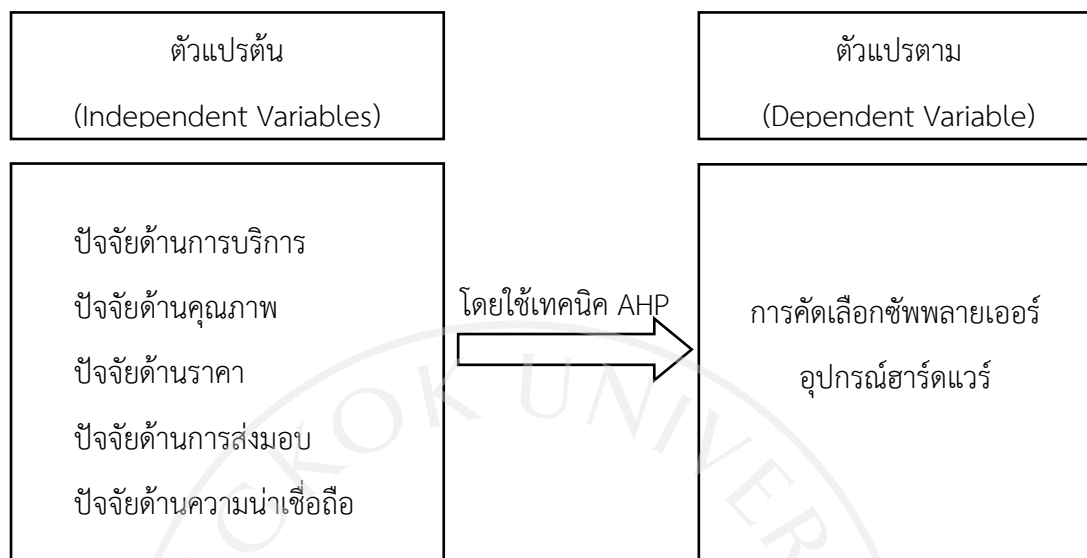 ตัวแปรต้น
(Independent Variables)
ตัวแปรตาม
(Dependent Variable)
ปัจจัยด้านการบริการ
ปัจจัยด้านคุณภาพ
ปัจจัยด้านราคา
ปัจจัยด้านการส่งมอบ
ปัจจัยด้านความน่าเชื่อถือ
โดยใช้เทคนิค AHP
การคัดเลือกซัพพลายเออร์
อุปกรณ์ฮาร์ดแวร์
CKOK UNIVER